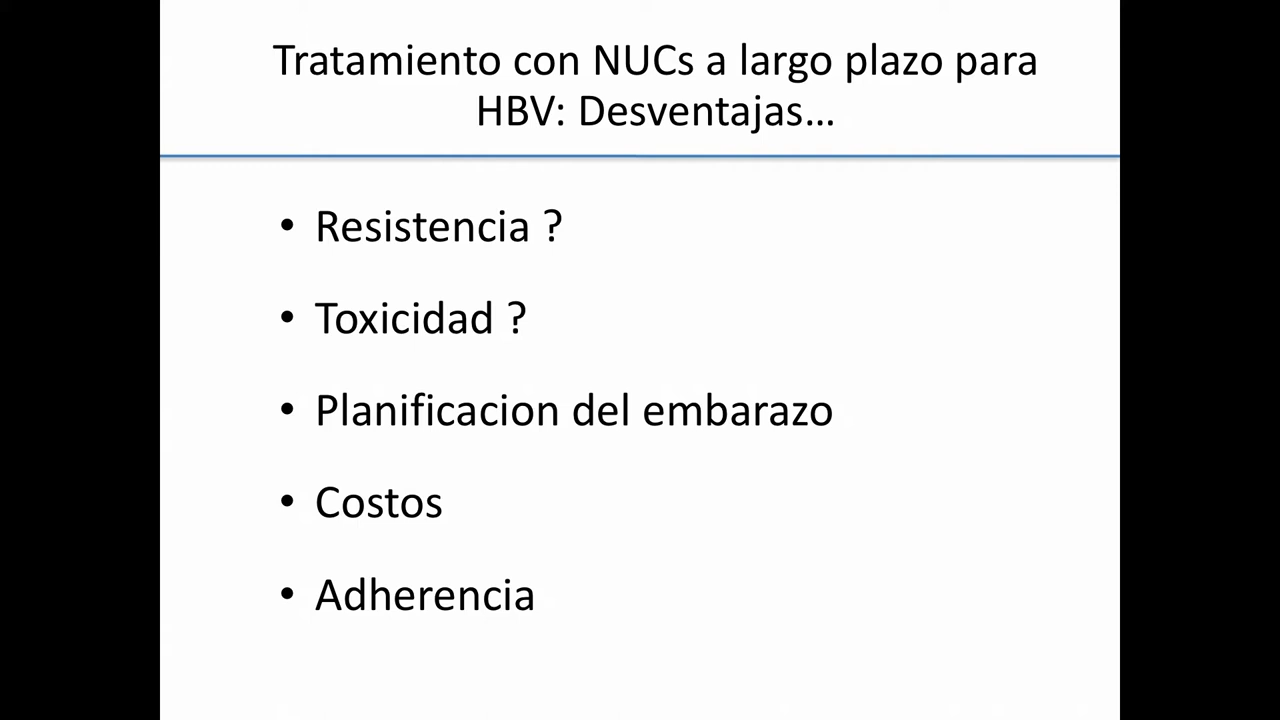 Tratamiento con NUCs a largo plazo para
HBV: Desventajas...
• Resistencia ?
• Toxicidad ?
• Planificacion del embarazo
• Costos
• Adherencia